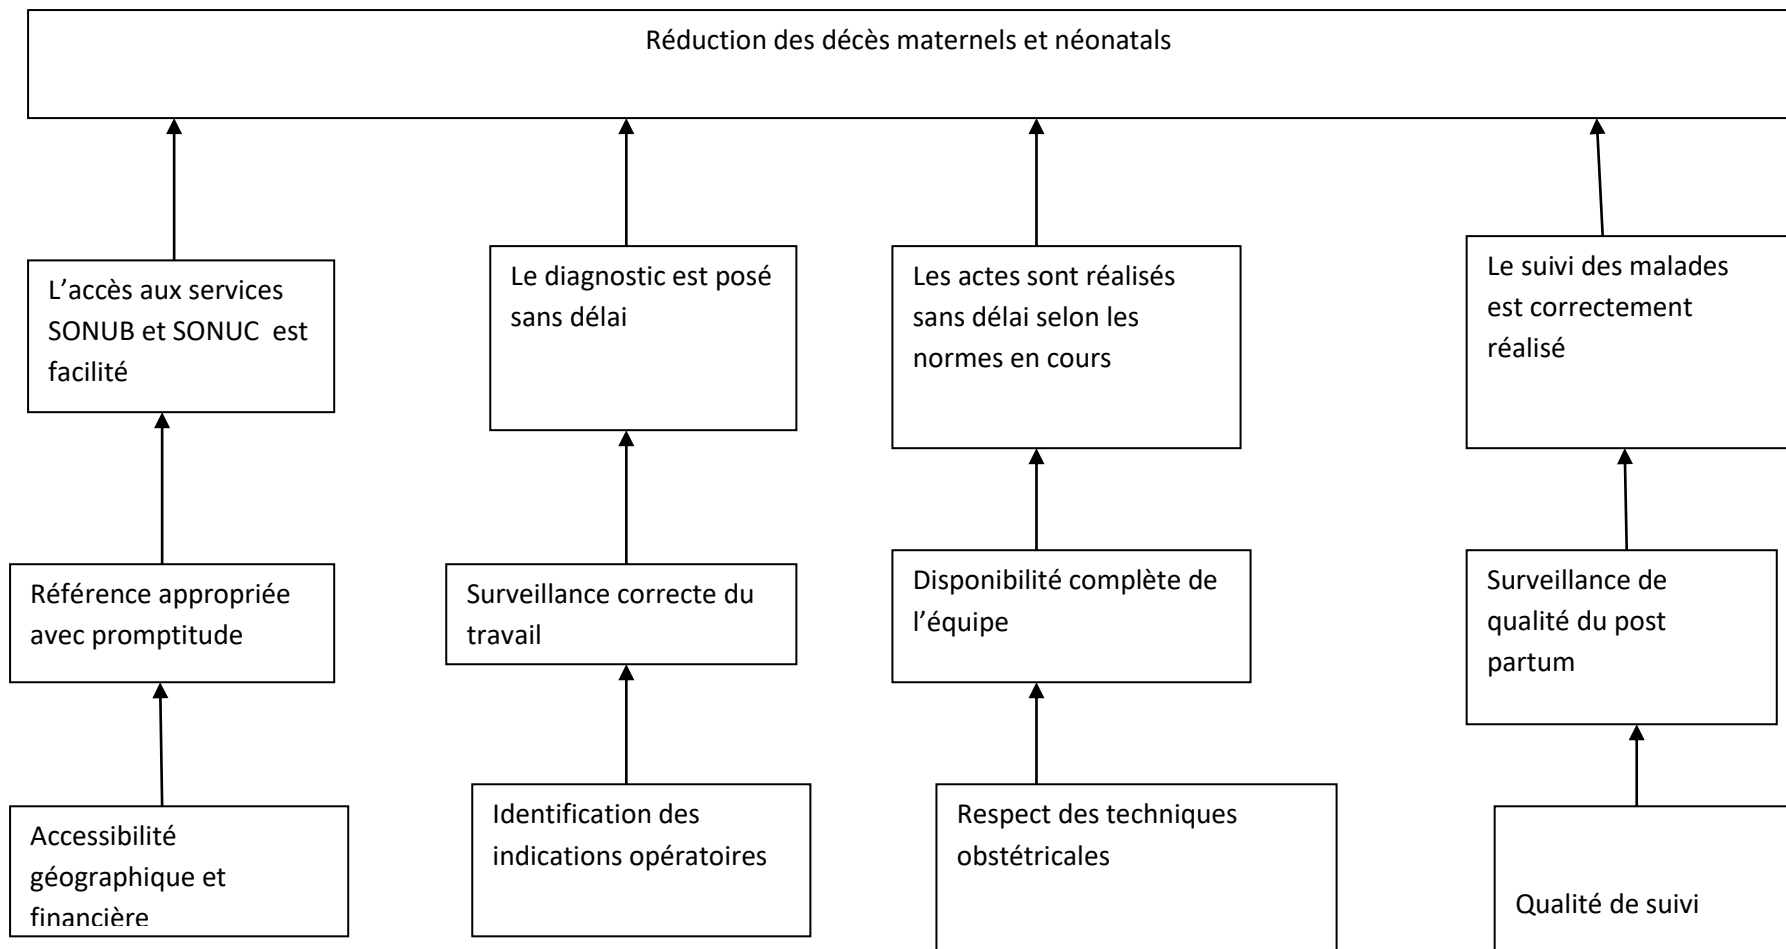 Réduction des décès maternels et néonatals
L’accès aux services
SONUB et SONUC est
facilité
Le diagnostic est posé
sans délai
Les actes sont réalisés
sans délai selon les
normes en cours
Le suivi des malades
est correctement
réalisé
Référence appropriée
avec promptitude
Surveillance correcte du
travail
Disponibilité complète de
l’équipe
Surveillance de
qualité du post
partum
Accessibilité
géographique et
financière
Identification des
indications opératoires
Respect des techniques
obstétricales
Qualité de suivi